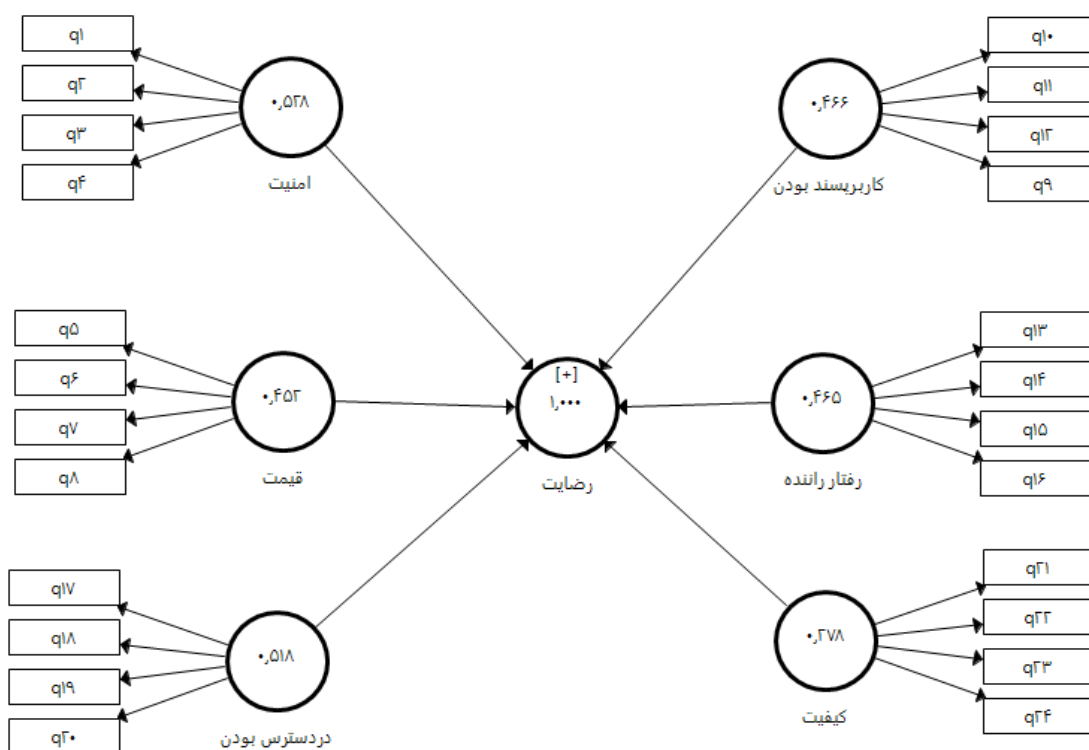 q۱
q۲
q۳
q۴
۰٫۵۲۸
امنیت
q۱۰
q۱۱
q۱۲
q۹
۰٫۴۶۶
کاربرپسند بودن
q۵
q۶
q۷
q۸
۰٫۴۵۲
قیمت
[+]
۱٫۰۰۰
رضایت
q۱۳
q۱۴
q۱۵
q۱۶
۰٫۴۶۵
رفتار راننده
q۱۷
q۱۸
q۱۹
q۲۰
۰٫۵۱۸
دردسترس بودن
q۲۱
q۲۲
q۲۳
q۲۴
۰٫۲۷۸
کیفیت